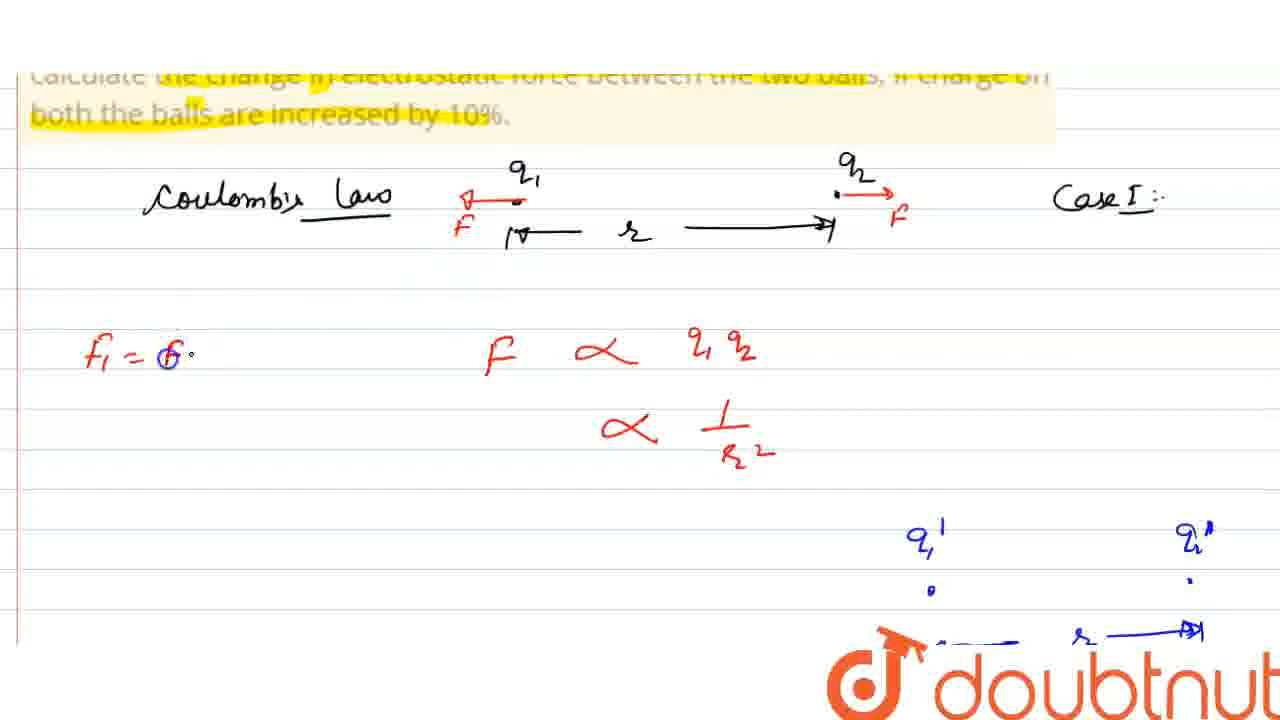 calculate the change in electrostatic force between the two balls, if charge on
both the balls are increased by 10%.
Coulombis Law
q1
q2
F
F
r
Case I :-
F1 = F
F ∝ q1 q2
∝ 1/r²
q1'
q2'
r
doubtnut